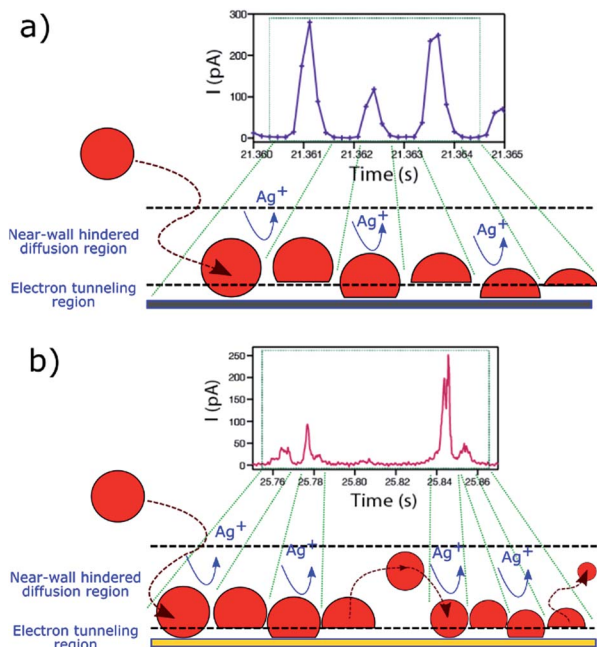 a)
I (pA)
300
200
100
0
21.360
21.361
21.362
21.363
21.364
21.365
Time (s)
Ag+
Ag+
Ag+
Near-wall hindered
diffusion region
Electron tunneling
region
b)
I (pA)
250
200
150
100
50
0
25.76
25.78
25.80
25.82
25.84
25.86
Time (s)
Ag+
Ag+
Ag+
Ag+
Near-wall hindered
diffusion region
Electron tunneling
region